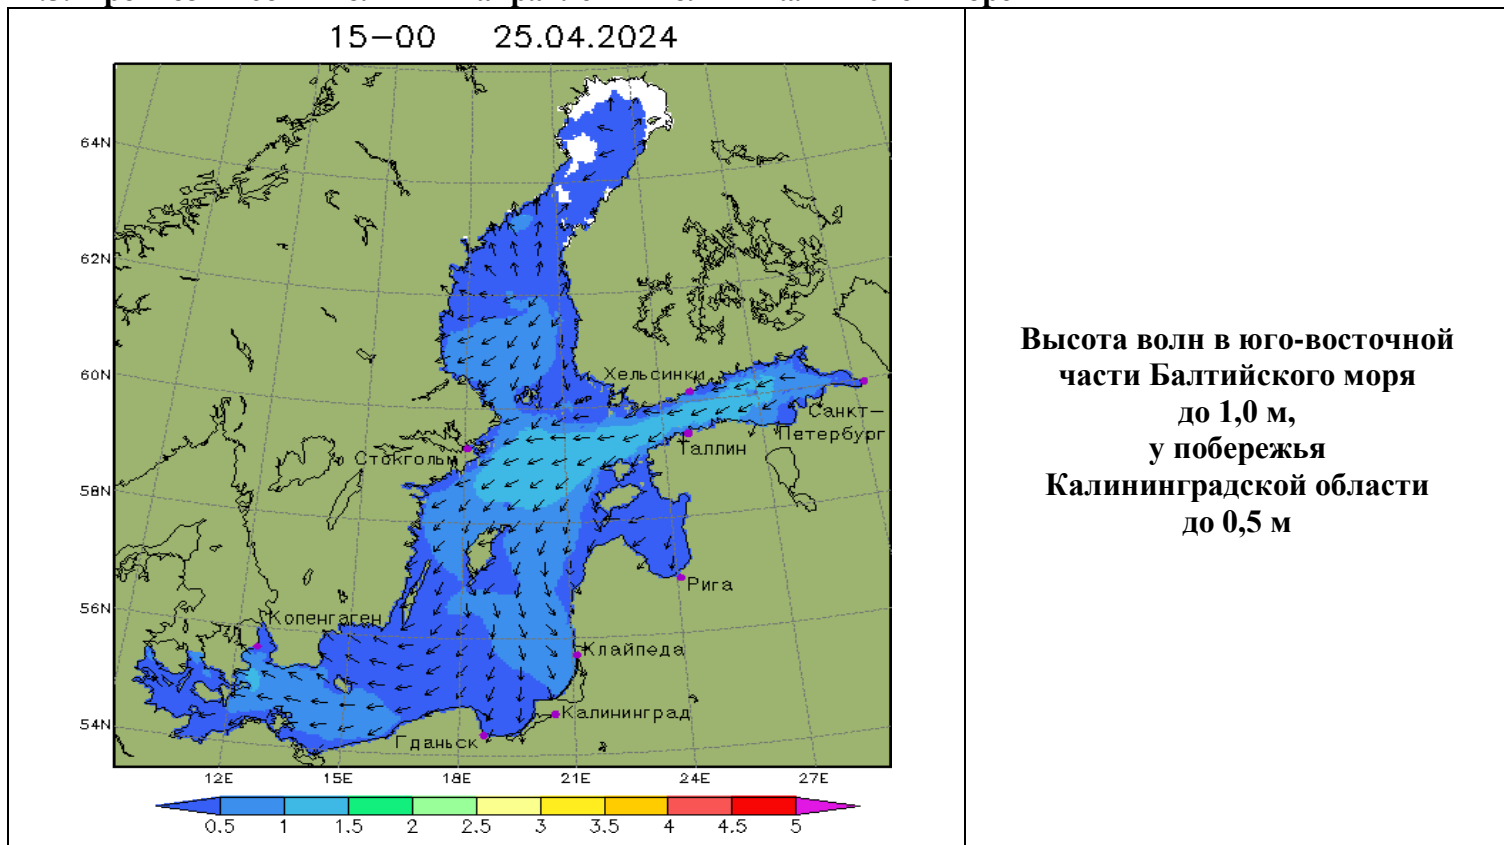 15-00 25.04.2024
64N
62N
60N
58N
56N
54N
Хельсинки
Санкт-
Петербург
Таллин
Стокгольм
Рига
Копенгаген
Клайпеда
Калининград
Гданьск
12E 15E 18E 21E 24E 27E
0.5 1 1.5 2 2.5 3 3.5 4 4.5 5
Высота волн в юго-восточной
части Балтийского моря
до 1,0 м,
у побережья
Калининградской области
до 0,5 м